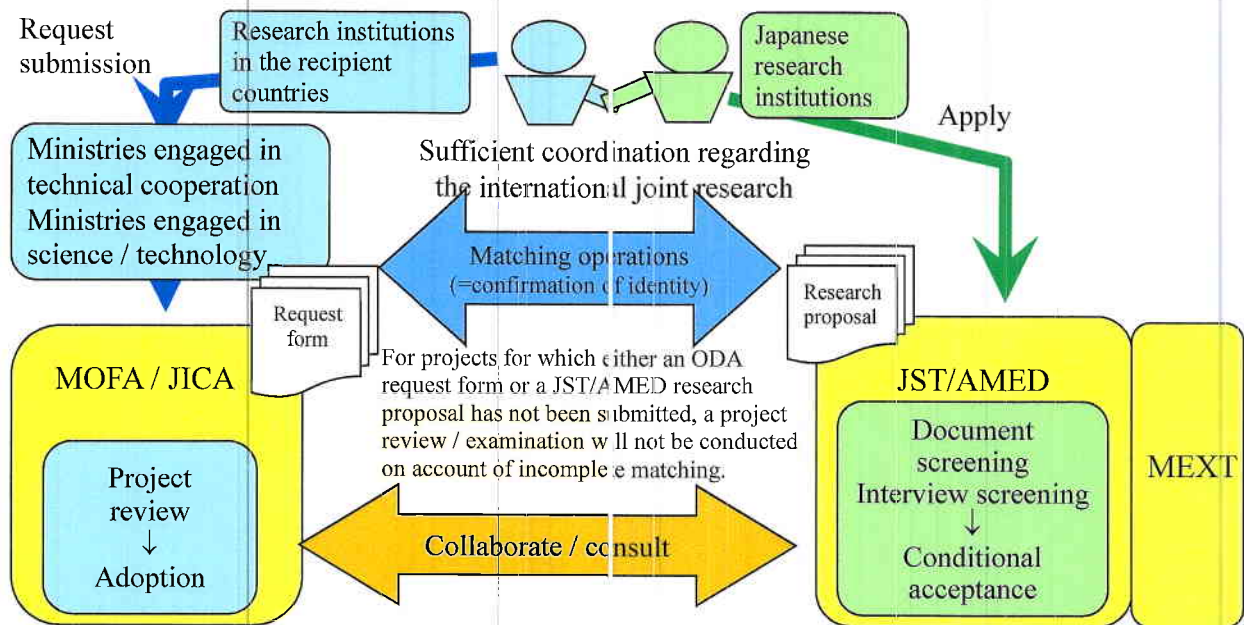 Request
submission
Research institutions
in the recipient
countries
Japanese
research
institutions
Apply
Ministries engaged in
technical cooperation
Ministries engaged in
science / technology
Sufficient coordination regarding
the international joint research
Matching operations
(=confirmation of identity)
Request
form
Research
proposal
For projects for which either an ODA
request form or a JST/AMED research
proposal has not been submitted, a project
review / examination will not be conducted
on account of incomplete matching.
MOFA / JICA
Project
review
↓
Adoption
Collaborate / consult
JST/AMED
Document
screening
Interview screening
↓
Conditional
acceptance
MEXT